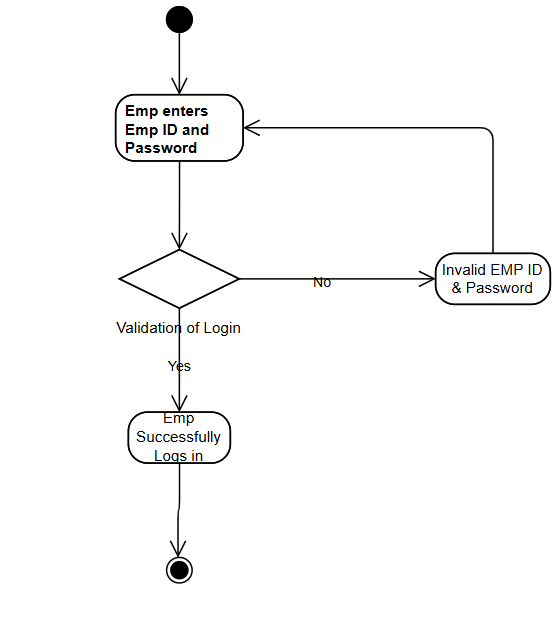 Emp enters
Emp ID and
Password
Invalid EMP ID
& Password
No
Validation of Login
Yes
Emp
Successfully
Logs in